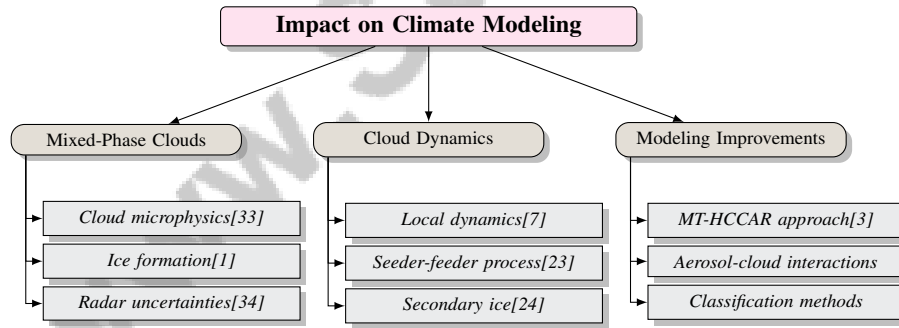 Impact on Climate Modeling
Mixed-Phase Clouds
Cloud Dynamics
Modeling Improvements
Cloud microphysics[33]
Ice formation[1]
Radar uncertainties[34]
Local dynamics[7]
Seeder-feeder process[23]
Secondary ice[24]
MT-HCCAR approach[3]
Aerosol-cloud interactions
Classification methods